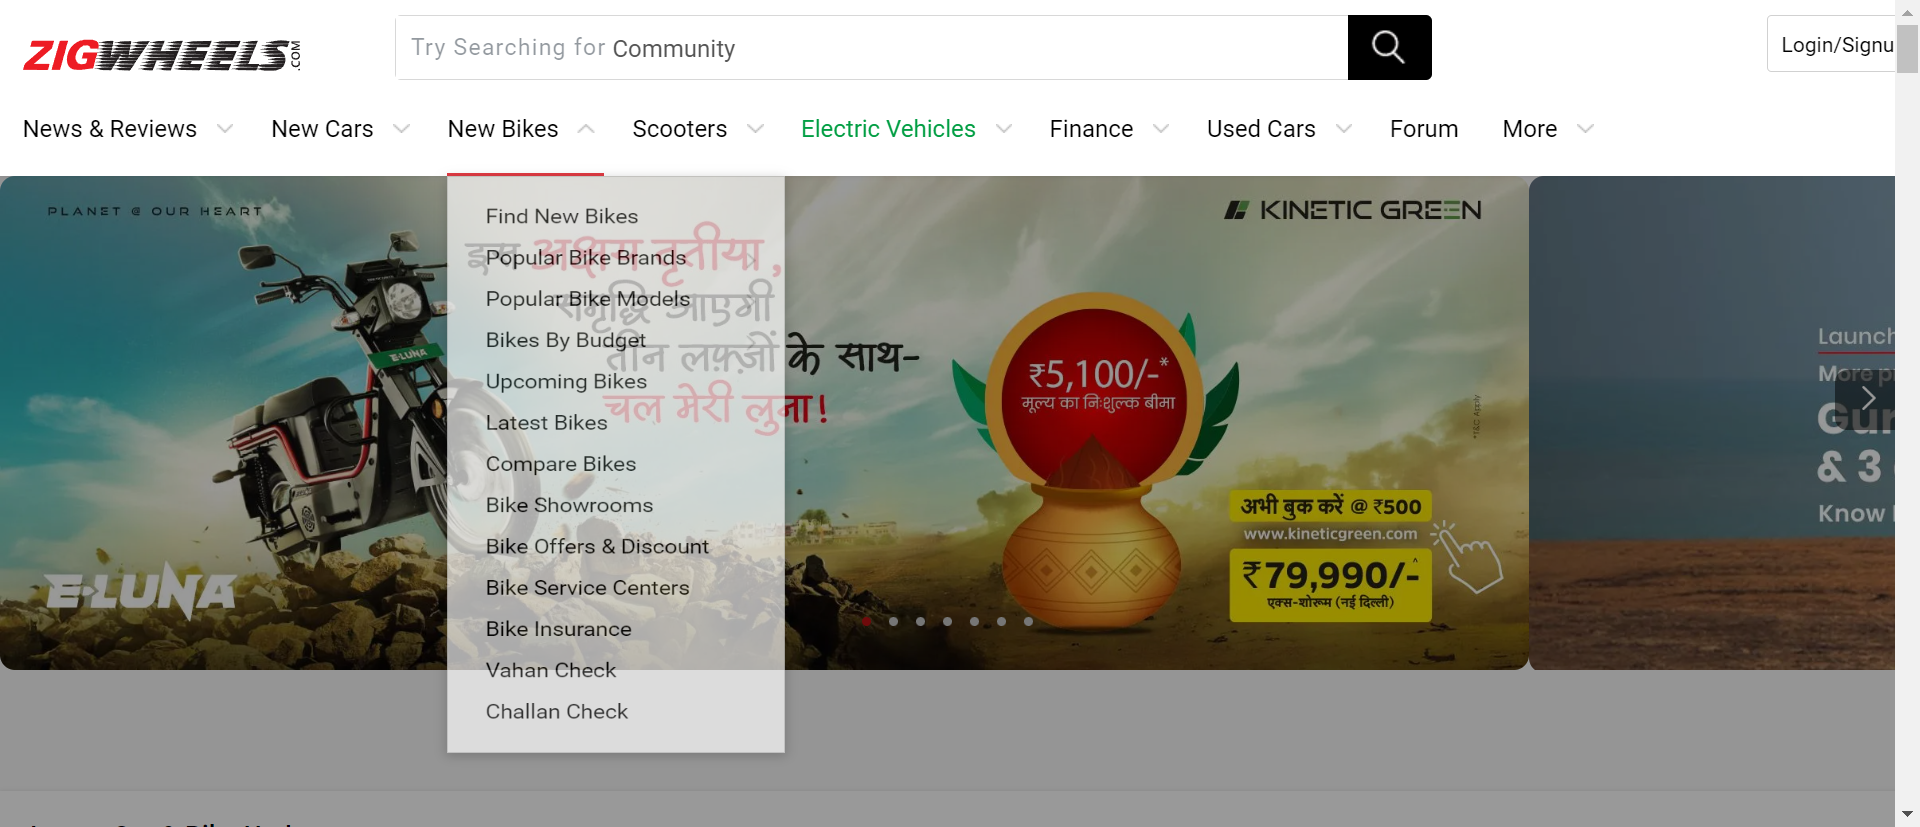 ZIGWHEELS.COM
Try Searching for Community
Login/Signu
News & Reviews
New Cars
New Bikes
Scooters
Electric Vehicles
Finance
Used Cars
Forum
More
Find New Bikes
Popular Bike Brands
Popular Bike Models
Bikes By Budget
Upcoming Bikes
Latest Bikes
Compare Bikes
Bike Showrooms
Bike Offers & Discount
Bike Service Centers
Bike Insurance
Vahan Check
Challan Check
PLANET @ OUR HEART
E-LUNA
E-LUNA
इस अक्षय तृतीया,
समृद्धि आएगी
तीन लफ़्ज़ों के साथ-
चल मेरी लुना!
KINETIC GREEN
₹5,100/-*
मूल्य का निःशुल्क बीमा
*T&C Apply
अभी बुक करें @ ₹500
www.kineticgreen.com
₹79,990/-^
एक्स-शोरूम (नई दिल्ली)
Launch
More p
Gur
& 3
Know